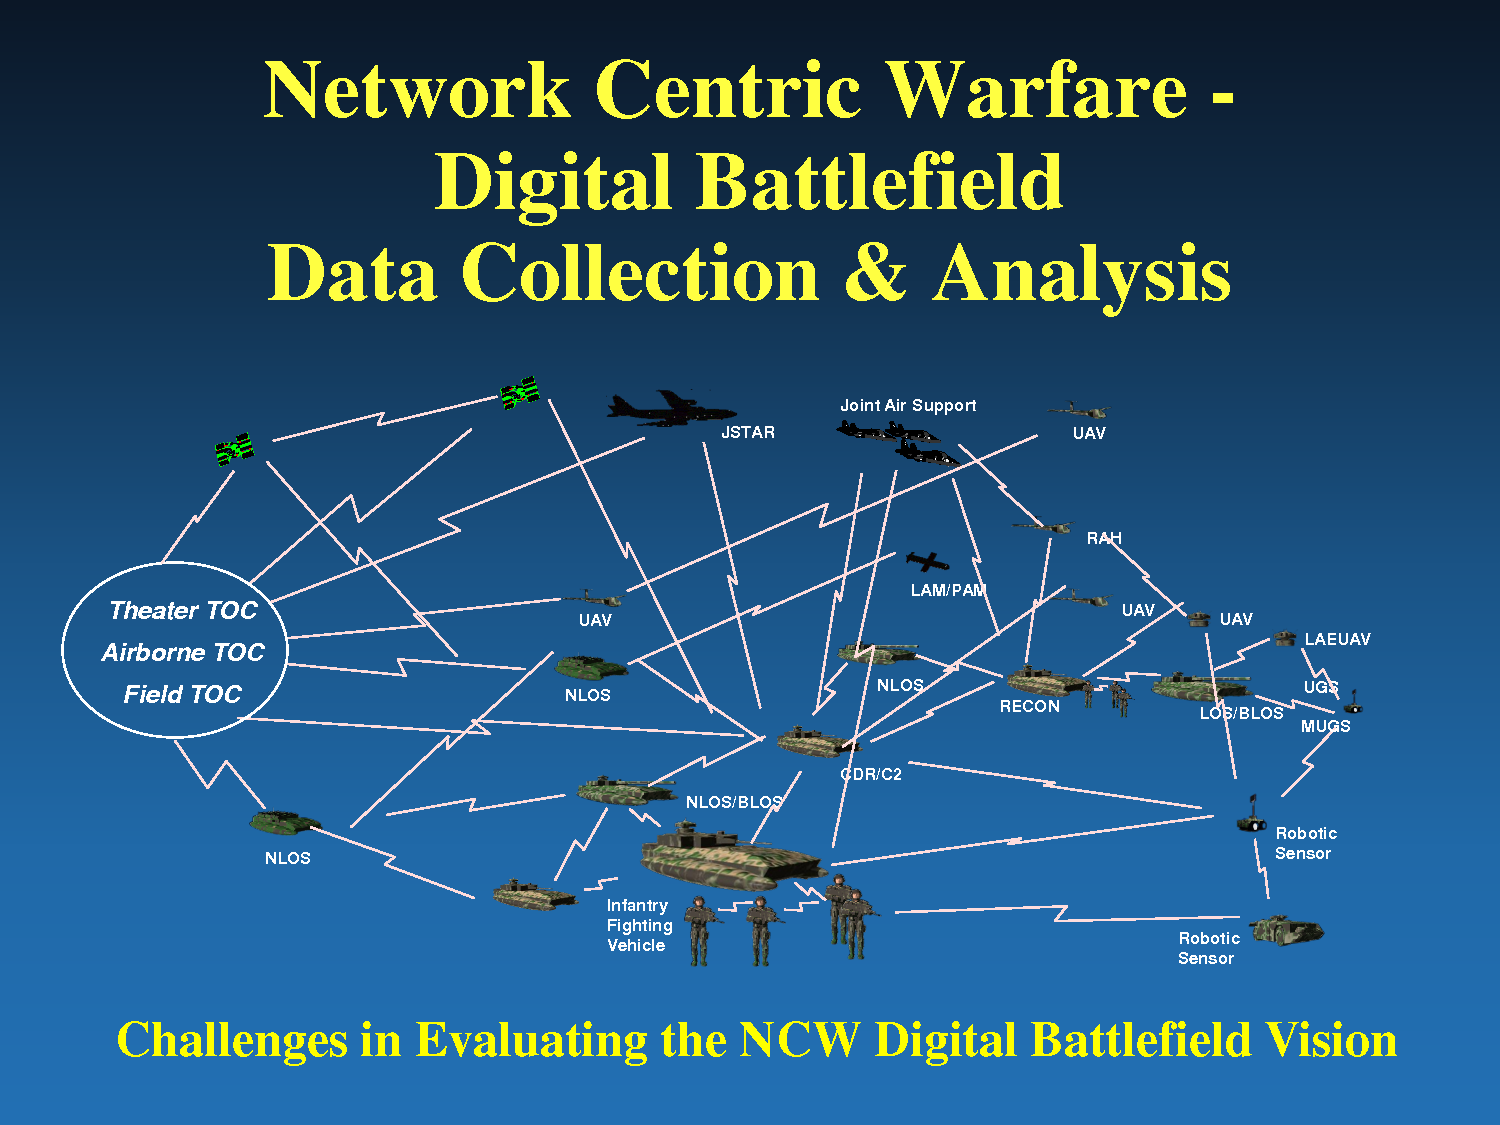 Network Centric Warfare -
Digital Battlefield
Data Collection & Analysis
Joint Air Support
JSTAR
UAV
RAH
LAM/PAM
Theater TOC
UAV
UAV
UAV
LAEUAV
Airborne TOC
Field TOC
NLOS
NLOS
UGS
RECON
LOS/BLOS
MUGS
CDR/C2
NLOS/BLOS
Robotic
Sensor
NLOS
Infantry
Fighting
Vehicle
Robotic
Sensor
Challenges in Evaluating the NCW Digital Battlefield Vision